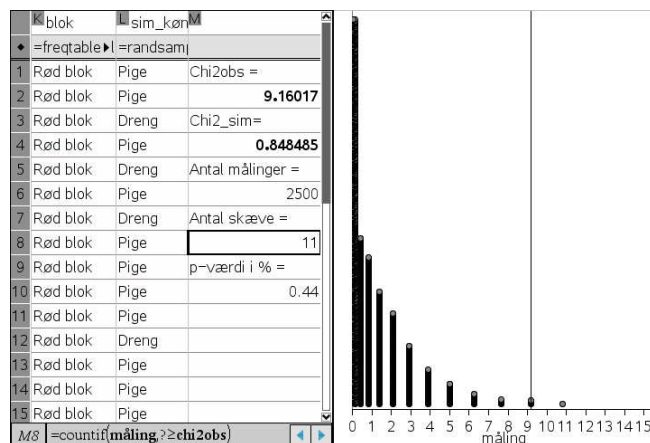 K blok L sim_køn M
◆ =freqtable▸l =randsam
1 Rød blok Pige Chi2obs =
2 Rød blok Pige 9.16017
3 Rød blok Dreng Chi2_sim=
4 Rød blok Pige 0.848485
5 Rød blok Dreng Antal målinger =
6 Rød blok Pige 2500
7 Rød blok Dreng Antal skæve =
8 Rød blok Pige 11
9 Rød blok Pige p-værdi i % =
10 Rød blok Pige 0.44
11 Rød blok Pige
12 Rød blok Dreng
13 Rød blok Pige
14 Rød blok Pige
15 Rød blok Pige
M8 =countif(måling,?≥chi2obs)
0 1 2 3 4 5 6 7 8 9 10 11 12 13 14 15
måling